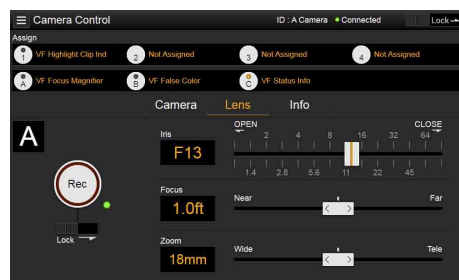 Camera Control
ID : A Camera
Connected
Lock
Assign
1 VF Highlight Clip Ind
2 Not Assigned
3 Not Assigned
4 Not Assigned
A VF Focus Magnifier
B VF False Color
C VF Status Info
Camera Lens Info
A
Rec
Lock
Iris
F13
OPEN CLOSE
2 4 8 16 32 64
1.4 2.8 5.6 11 22 45
Focus
1.0ft
Near Far
Zoom
18mm
Wide Tele